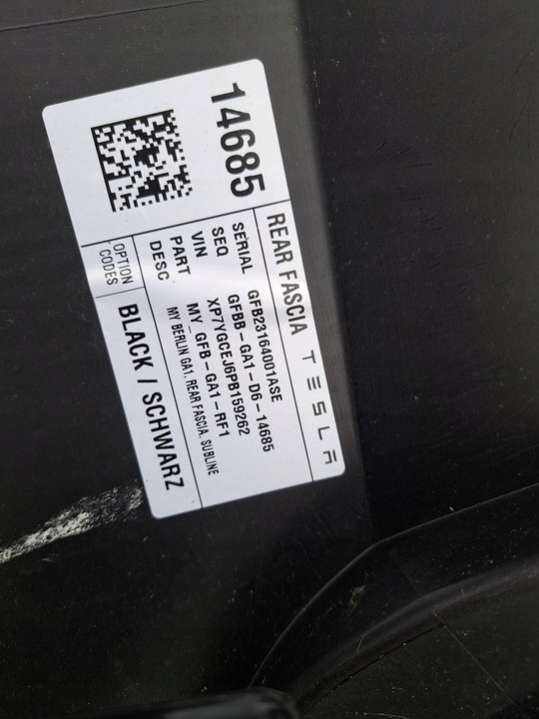 REAR FASCIA TESLA
SERIAL GFB23164001ASE
SEQ GFBB-GA1-D6-14685
VIN XP7YGCEJ6PB159262
PART MY_GFB-GA1-RF1
DESC MY BERLIN GA1, REAR FASCIA, SUBLINE
14685
OPTION CODES BLACK / SCHWARZ